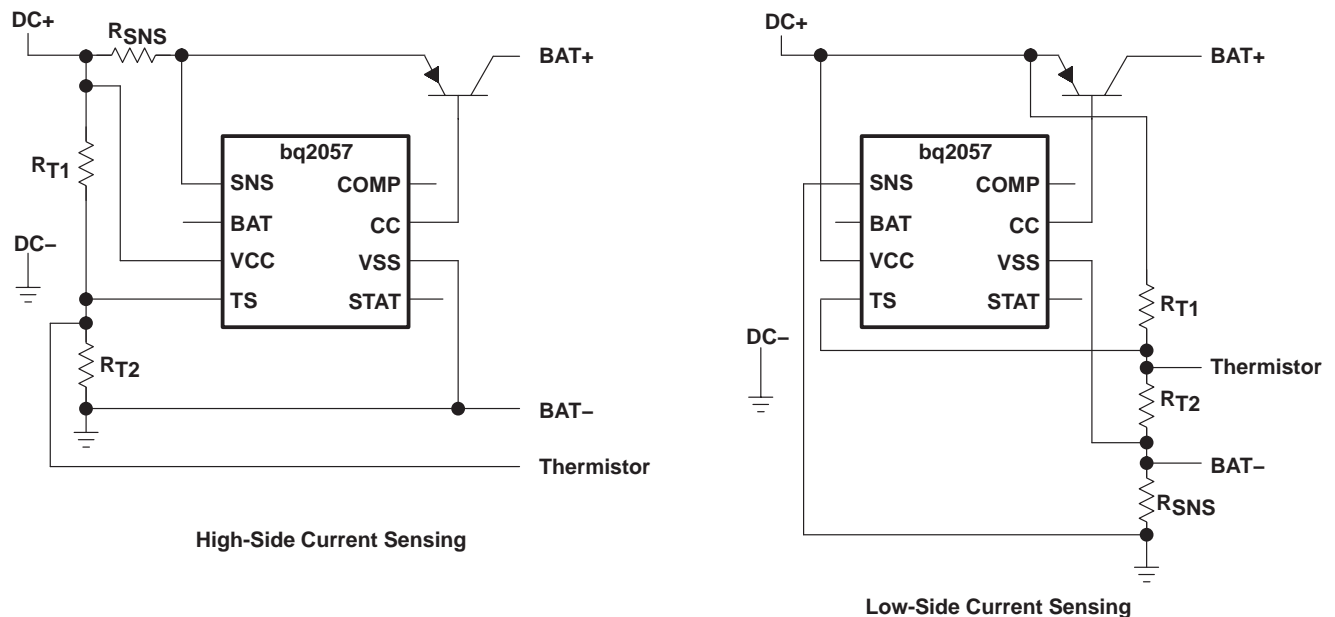 DC+
RSNS
BAT+
RT1
bq2057
SNS
COMP
BAT
CC
DC–
VCC
VSS
TS
STAT
RT2
BAT–
Thermistor
High-Side Current Sensing
DC+
BAT+
bq2057
SNS
COMP
BAT
CC
VCC
VSS
TS
STAT
RT1
DC–
Thermistor
RT2
BAT–
RSNS
Low-Side Current Sensing